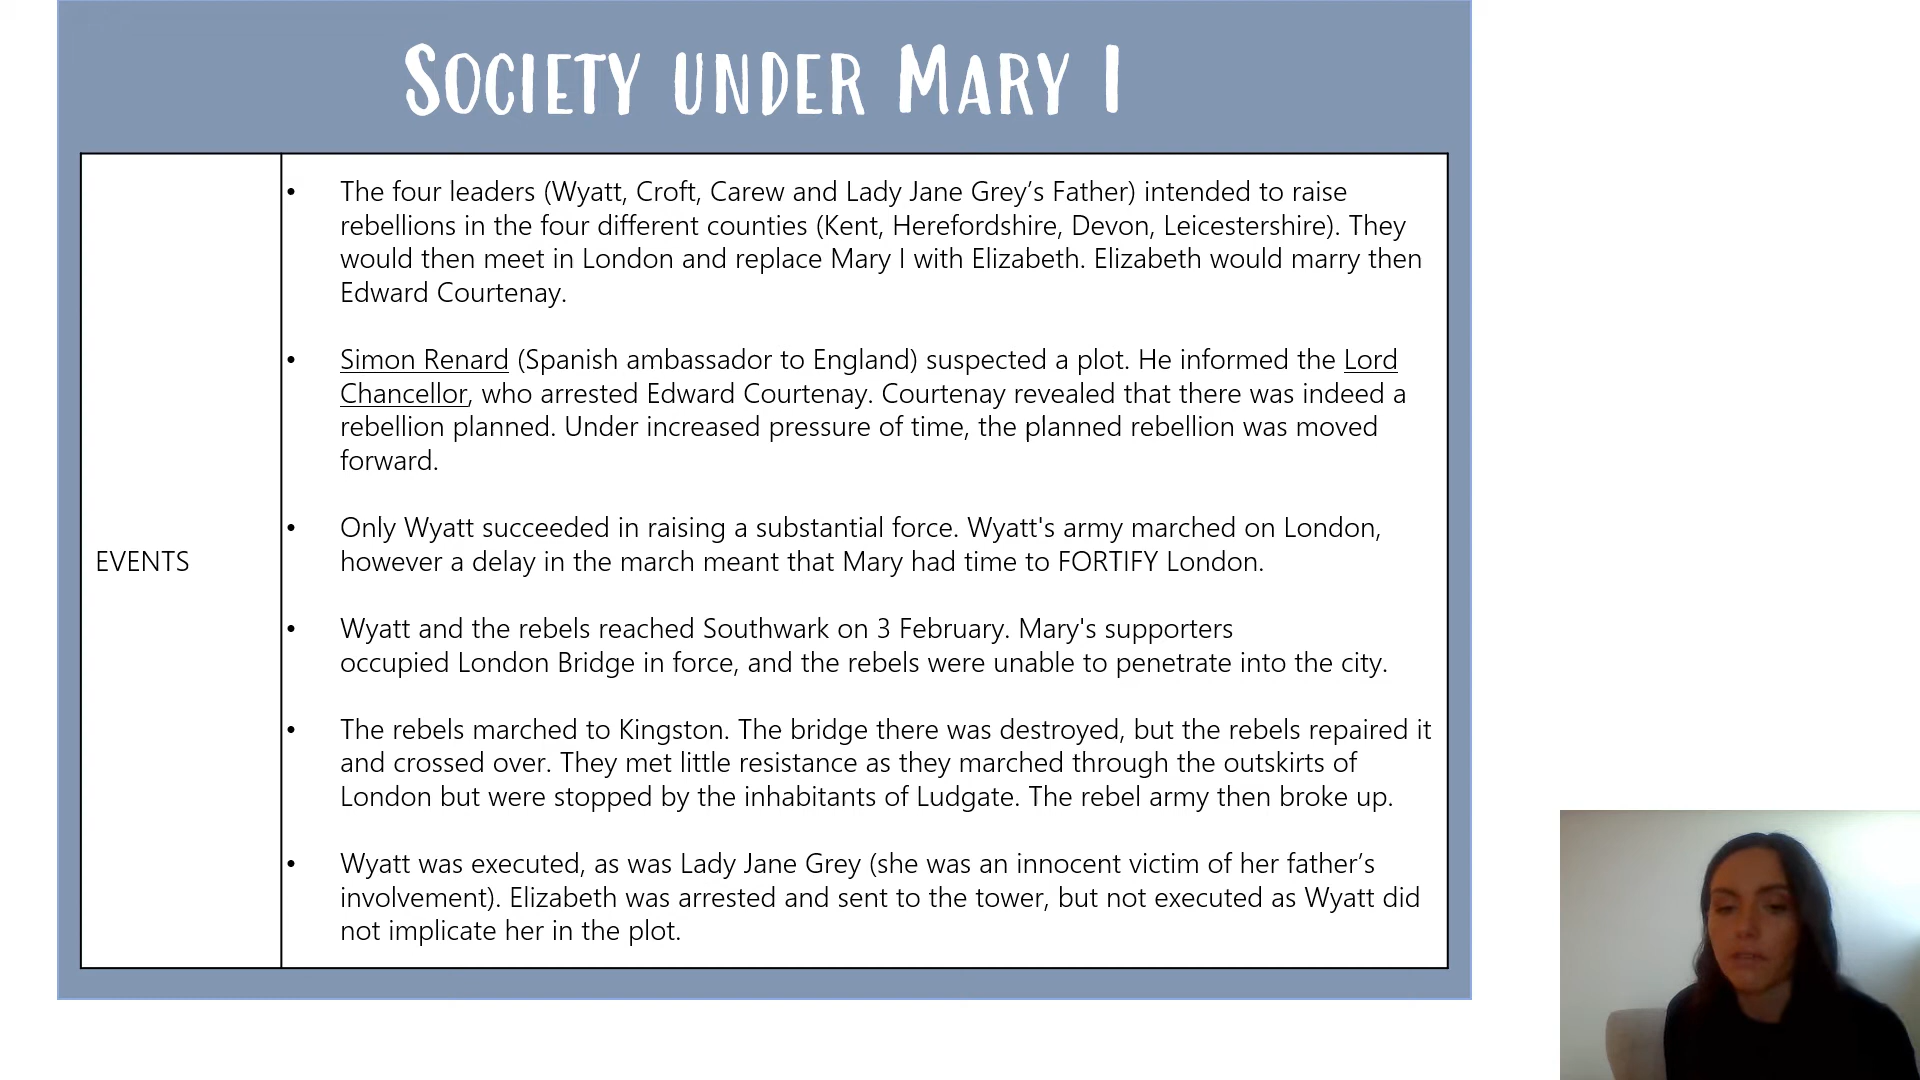 SOCIETY UNDER MARY I
EVENTS
• The four leaders (Wyatt, Croft, Carew and Lady Jane Grey’s Father) intended to raise
rebellions in the four different counties (Kent, Herefordshire, Devon, Leicestershire). They
would then meet in London and replace Mary I with Elizabeth. Elizabeth would marry then
Edward Courtenay.
• Simon Renard (Spanish ambassador to England) suspected a plot. He informed the Lord
Chancellor, who arrested Edward Courtenay. Courtenay revealed that there was indeed a
rebellion planned. Under increased pressure of time, the planned rebellion was moved
forward.
• Only Wyatt succeeded in raising a substantial force. Wyatt's army marched on London,
however a delay in the march meant that Mary had time to FORTIFY London.
• Wyatt and the rebels reached Southwark on 3 February. Mary's supporters
occupied London Bridge in force, and the rebels were unable to penetrate into the city.
• The rebels marched to Kingston. The bridge there was destroyed, but the rebels repaired it
and crossed over. They met little resistance as they marched through the outskirts of
London but were stopped by the inhabitants of Ludgate. The rebel army then broke up.
• Wyatt was executed, as was Lady Jane Grey (she was an innocent victim of her father’s
involvement). Elizabeth was arrested and sent to the tower, but not executed as Wyatt did
not implicate her in the plot.